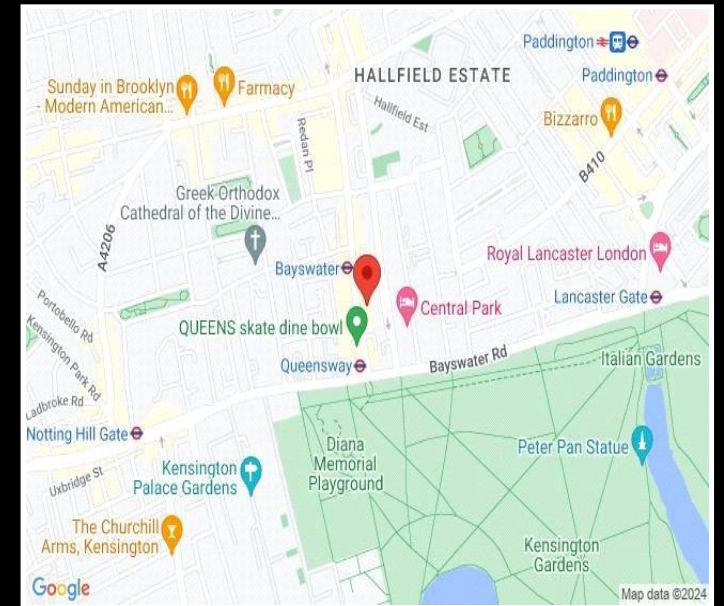 Paddington
Sunday in Brooklyn
- Modern American...
Farmacy
HALLFIELD ESTATE
Paddington
Hallfield Est
Bizzarro
Redan Pl
B410
Greek Orthodox
Cathedral of the Divine...
A4206
Bayswater
Royal Lancaster London
Central Park
Lancaster Gate
Portobello Rd
QUEENS skate dine bowl
Kensington Park Rd
Queensway
Bayswater Rd
Italian Gardens
Ladbroke Rd
Notting Hill Gate
Diana
Memorial
Playground
Peter Pan Statue
Uxbridge St
Kensington
Palace Gardens
The Churchill
Arms, Kensington
Kensington
Gardens
Google
Map data ©2024